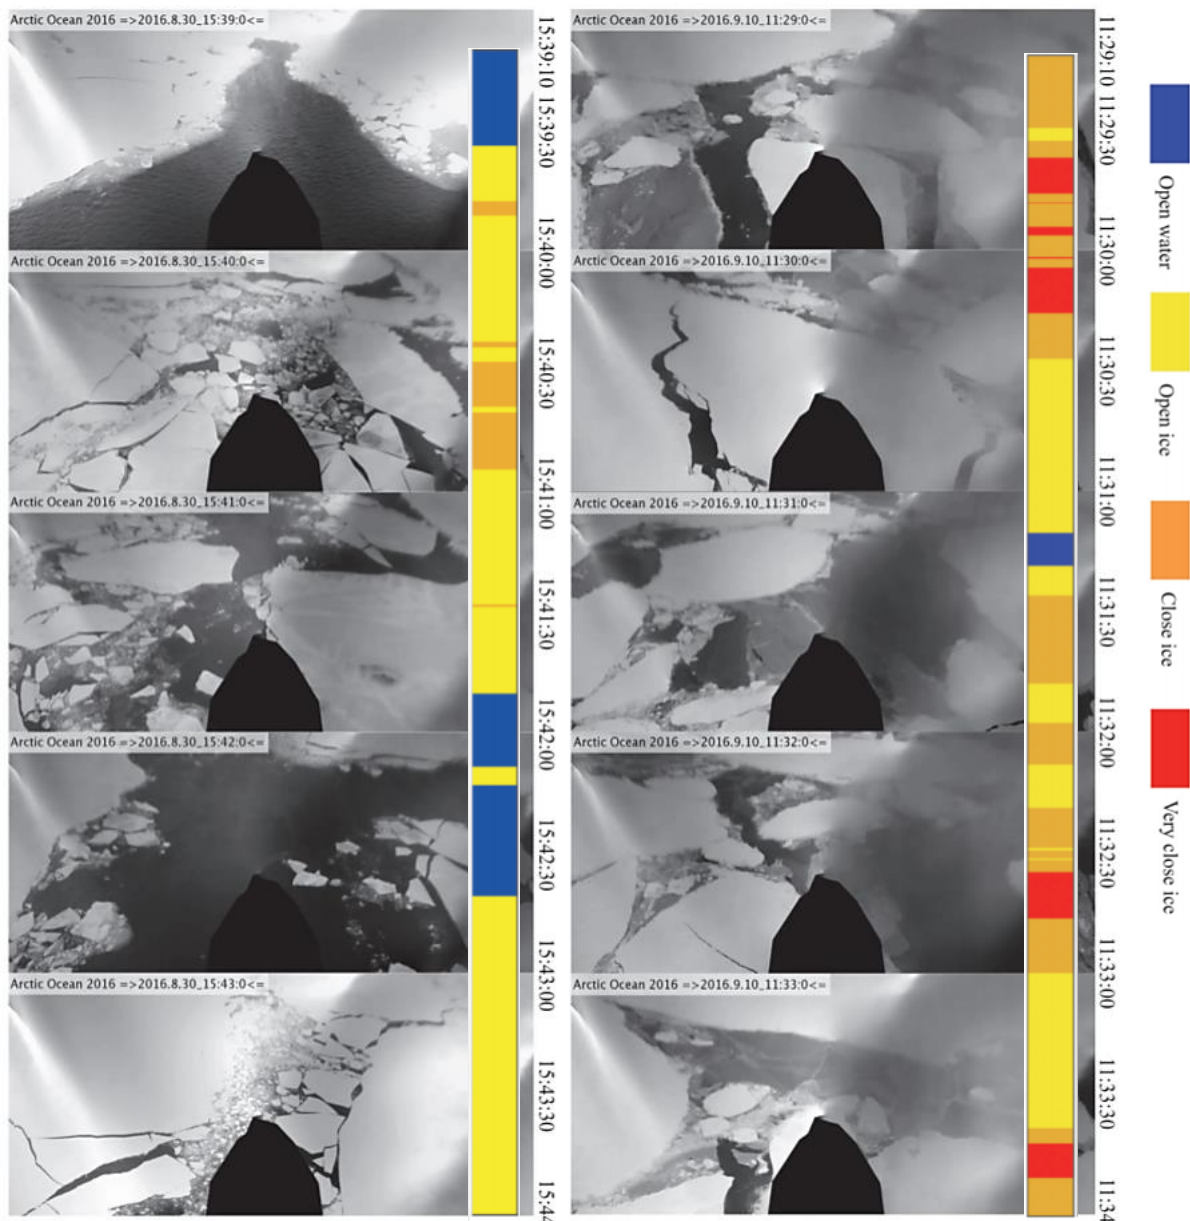 Arctic Ocean 2016 =>2016.8.30_15:39:0<=
Arctic Ocean 2016 =>2016.8.30_15:40:0<=
Arctic Ocean 2016 =>2016.8.30_15:41:0<=
Arctic Ocean 2016 =>2016.8.30_15:42:0<=
Arctic Ocean 2016 =>2016.8.30_15:43:0<=
15:39:10
15:39:30
15:40:00
15:40:30
15:41:00
15:41:30
15:42:00
15:42:30
15:43:00
15:43:30
15:44
Arctic Ocean 2016 =>2016.9.10_11:29:0<=
Arctic Ocean 2016 =>2016.9.10_11:30:0<=
Arctic Ocean 2016 =>2016.9.10_11:31:0<=
Arctic Ocean 2016 =>2016.9.10_11:32:0<=
Arctic Ocean 2016 =>2016.9.10_11:33:0<=
11:29:10
11:29:30
11:30:00
11:30:30
11:31:00
11:31:30
11:32:00
11:32:30
11:33:00
11:33:30
11:34
Open water
Open ice
Close ice
Very close ice